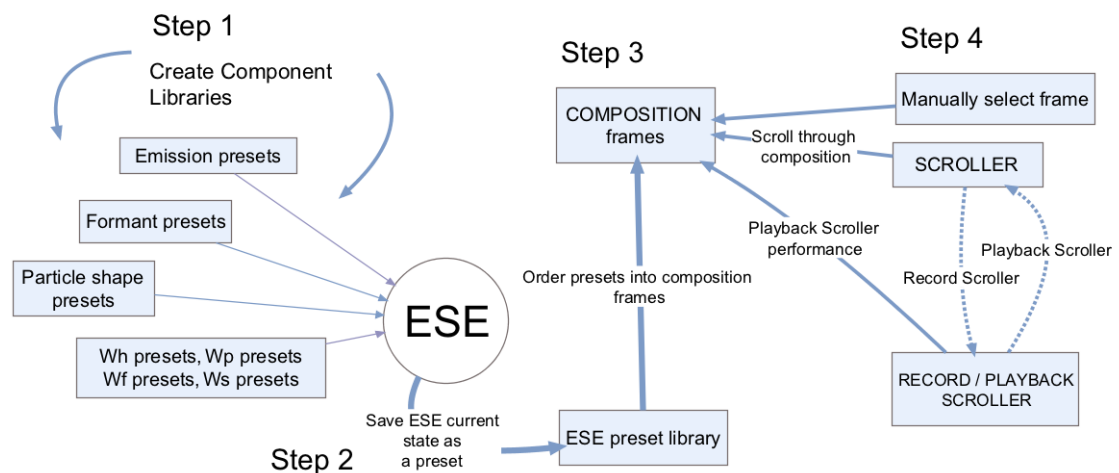 Step 1
Create Component
Libraries
Emission presets
Formant presets
Particle shape
presets
Wh presets, Wp presets
Wf presets, Ws presets
ESE
Step 2
Save ESE current
state as
a preset
ESE preset library
Order presets into composition
frames
Step 3
COMPOSITION
frames
Step 4
Manually select frame
Scroll through
composition
SCROLLER
Playback Scroller
performance
Record Scroller
Playback Scroller
RECORD / PLAYBACK
SCROLLER